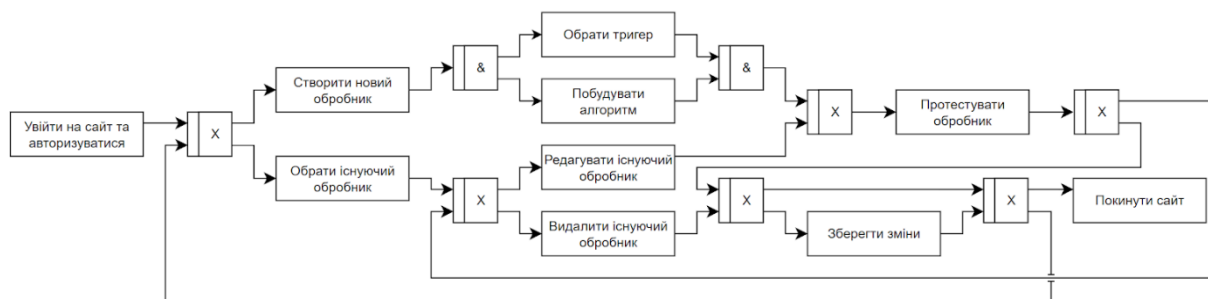 Увійти на сайт та
авторизуватися
X
Створити новий
обробник
Обрати існуючий
обробник
&
Обрати тригер
Побудувати
алгоритм
&
X
Редагувати існуючий
обробник
Видалити існуючий
обробник
X
Протестувати
обробник
X
X
Зберегти зміни
X
Покинути сайт